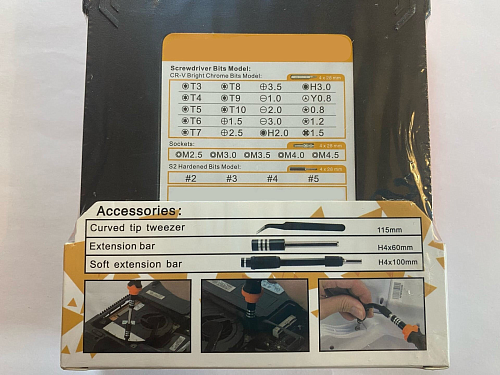 Screwdriver Bits Model:
CR-V Bright Chrome Bits Model: 4 x 28 mm
T3 T8 3.5 H3.0
T4 T9 1.0 Y0.8
T5 T10 2.0 0.8
T6 1.5 3.0 1.2
T7 2.5 H2.0 1.5
Sockets: 4 x 28 mm
M2.5 M3.0 M3.5 M4.0 M4.5
S2 Hardened Bits Model:
#2 #3 #4 #5
Accessories:
Curved tip tweezer 115mm
Extension bar H4x60mm
Soft extension bar H4x100mm